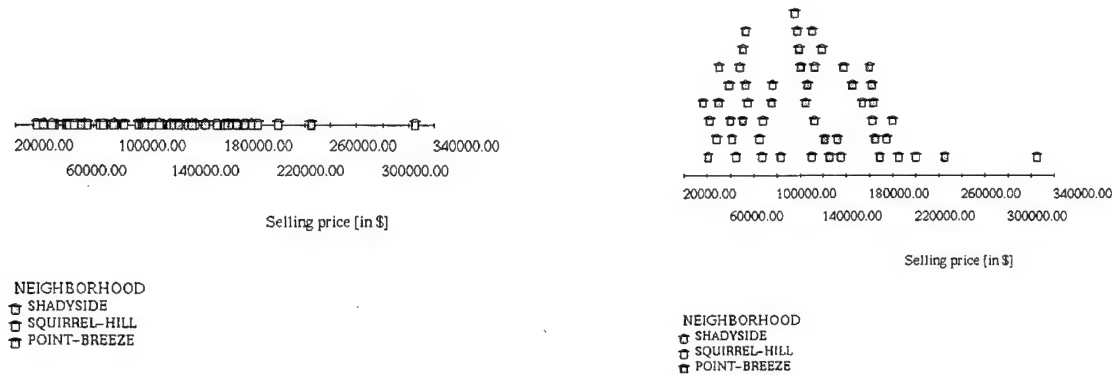 20000.00 100000.00 180000.00 260000.00 340000.00
60000.00 140000.00 220000.00 300000.00
Selling price [in $]
NEIGHBORHOOD
SHADYSIDE
SQUIRREL-HILL
POINT-BREEZE
20000.00 100000.00 180000.00 260000.00 340000.00
60000.00 140000.00 220000.00 300000.00
Selling price [in $]
NEIGHBORHOOD
SHADYSIDE
SQUIRREL-HILL
POINT-BREEZE